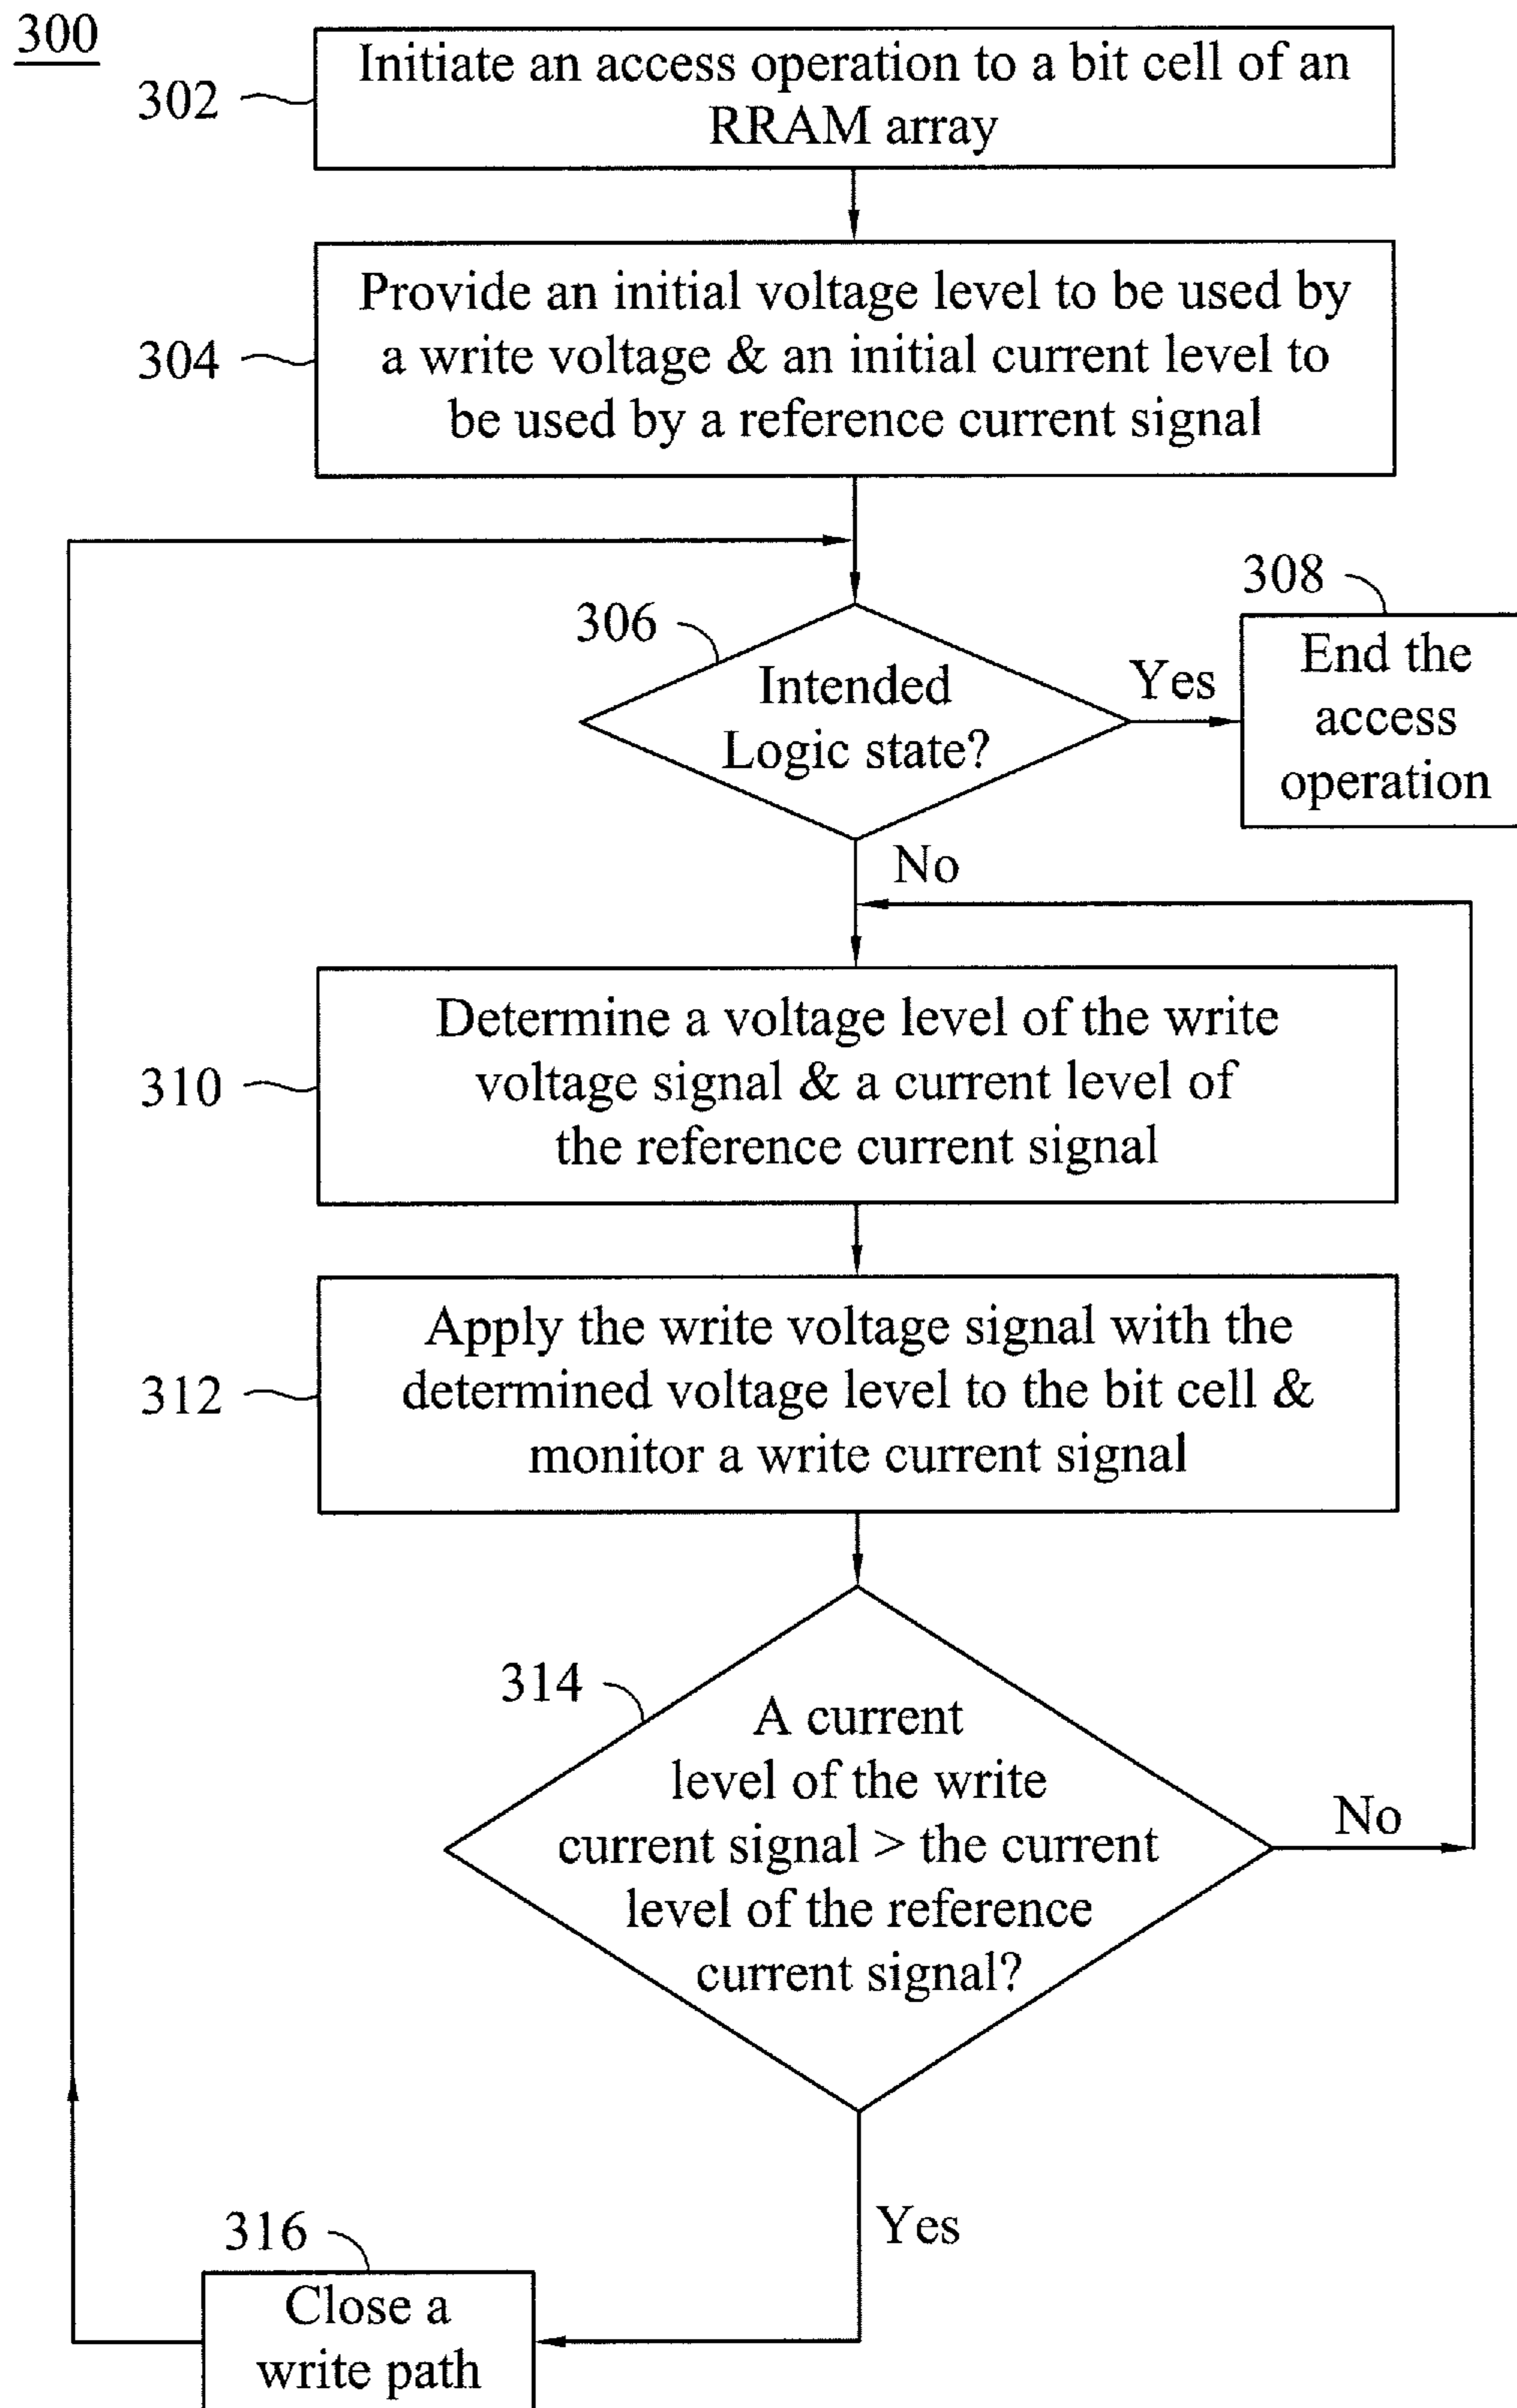 300
302
Initiate an access operation to a bit cell of an
RRAM array
304
Provide an initial voltage level to be used by
a write voltage & an initial current level to
be used by a reference current signal
306
Intended
Logic state?
Yes
308
End the
access
operation
No
310
Determine a voltage level of the write
voltage signal & a current level of
the reference current signal
312
Apply the write voltage signal with the
determined voltage level to the bit cell &
monitor a write current signal
314
A current
level of the write
current signal > the current
level of the reference
current signal?
No
Yes
316
Close a
write path